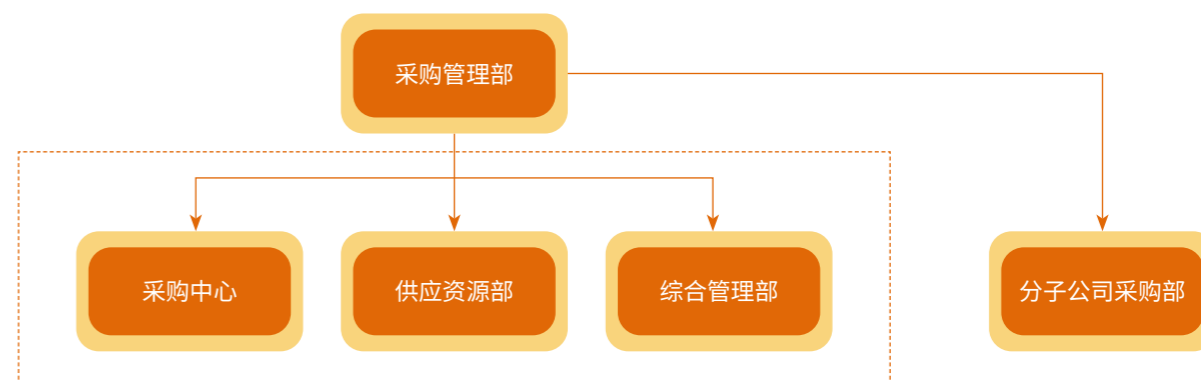 采购管理部
采购中心
供应资源部
综合管理部
分子公司采购部